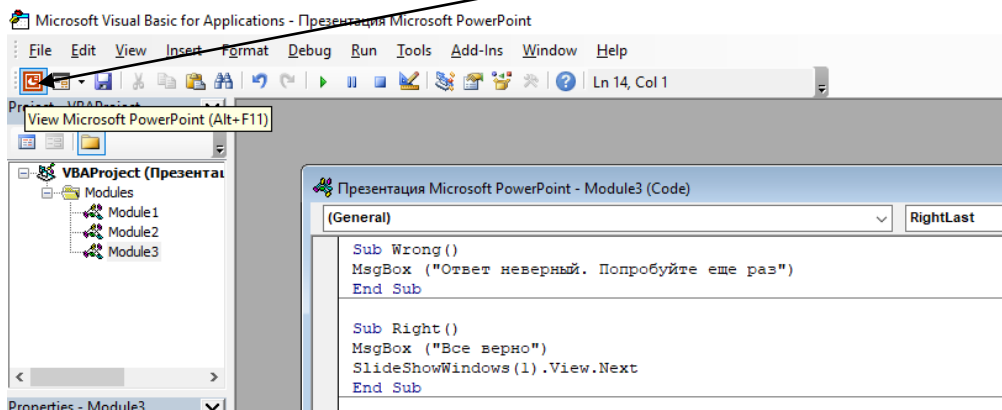 Microsoft Visual Basic for Applications - Презентация Microsoft PowerPoint
File Edit View Insert Format Debug Run Tools Add-Ins Window Help
Ln 14, Col 1
Project - VBAProject
View Microsoft PowerPoint (Alt+F11)
VBAProject (Презента
Modules
Module1
Module2
Module3
Презентация Microsoft PowerPoint - Module3 (Code)
(General) RightLast
Sub Wrong()
MsgBox ("Ответ неверный. Попробуйте еще раз")
End Sub
Sub Right()
MsgBox ("Все верно")
SlideShowWindows(1).View.Next
End Sub
Properties - Module3